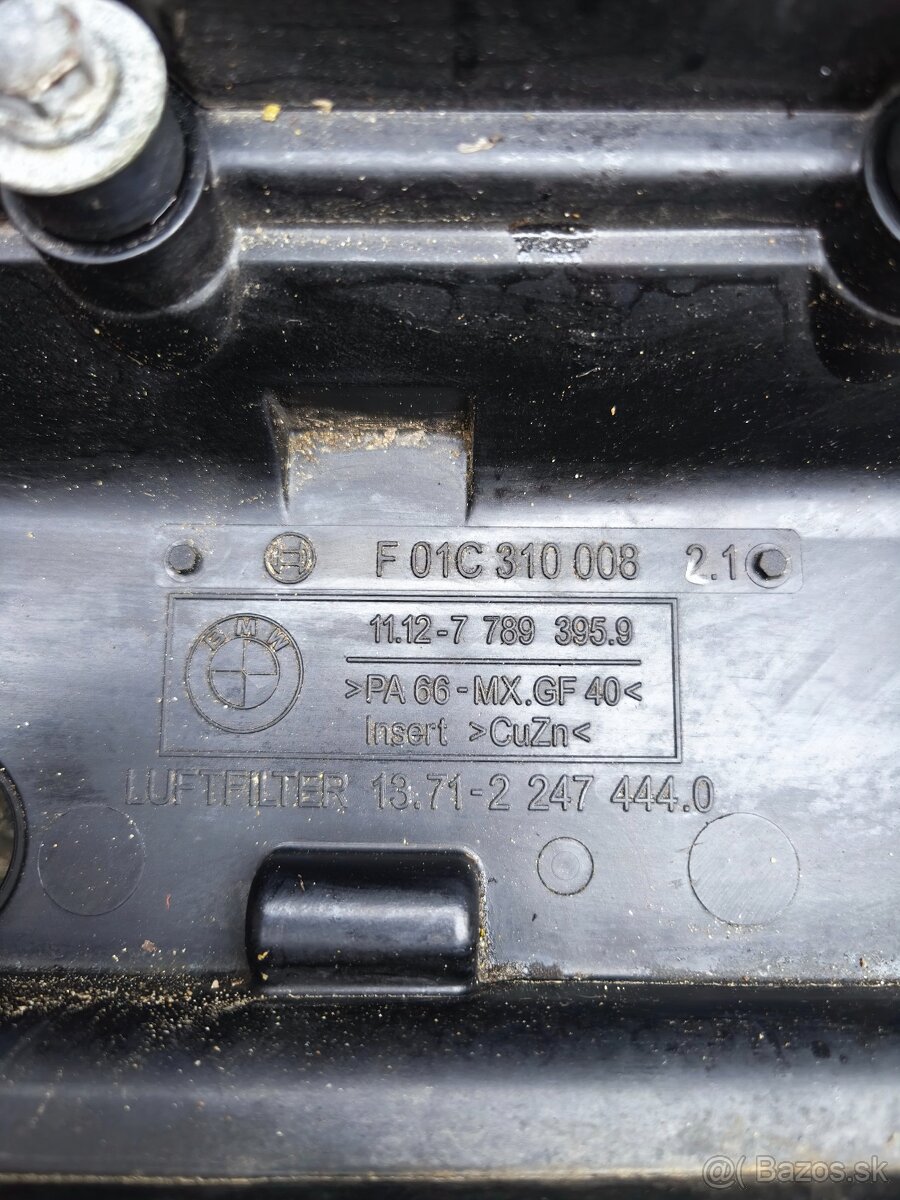 F 01C 310 008 2.1
BMW
11.12-7 789 395.9
>PA 66-MX.GF 40<
Insert >CuZn<
LUFTFILTER 13.71-2 247 444.0
@( Bazos.sk